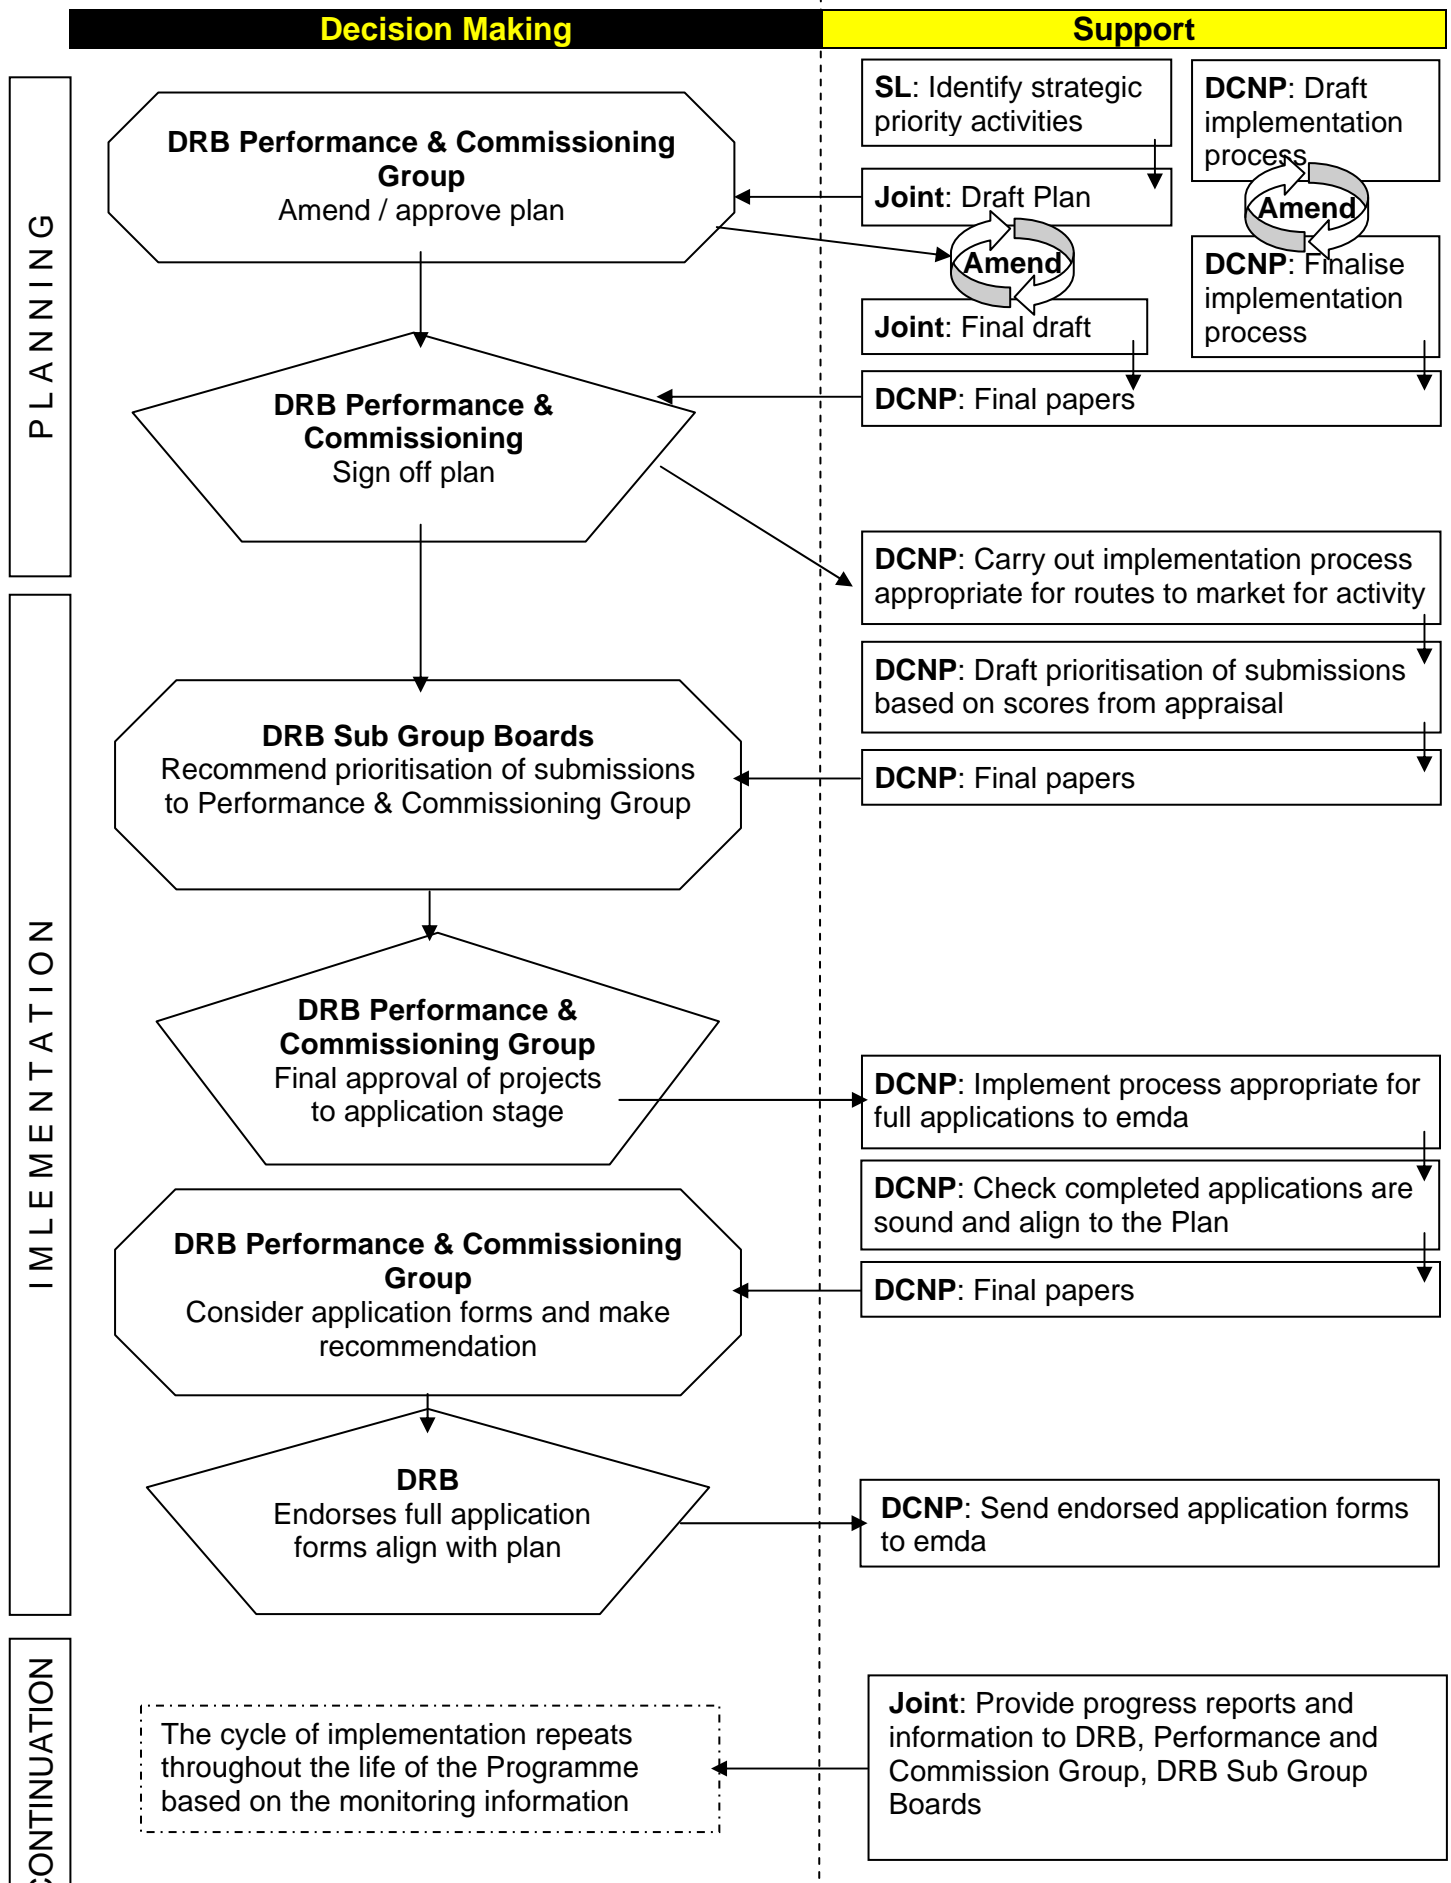 Decision Making
Support
PLANNING
DRB Performance & Commissioning
Group
Amend / approve plan
SL: Identify strategic
priority activities
DCNP: Draft
implementation
process
Joint: Draft Plan
Amend
Amend
DCNP: Finalise
implementation
process
Joint: Final draft
DRB Performance &
Commissioning
Sign off plan
DCNP: Final papers
IMLEMENTATION
DCNP: Carry out implementation process
appropriate for routes to market for activity
DCNP: Draft prioritisation of submissions
based on scores from appraisal
DRB Sub Group Boards
Recommend prioritisation of submissions
to Performance & Commissioning Group
DCNP: Final papers
DRB Performance &
Commissioning Group
Final approval of projects
to application stage
DCNP: Implement process appropriate for
full applications to emda
DCNP: Check completed applications are
sound and align to the Plan
DRB Performance & Commissioning
Group
Consider application forms and make
recommendation
DCNP: Final papers
DRB
Endorses full application
forms align with plan
DCNP: Send endorsed application forms
to emda
CONTINUATION
The cycle of implementation repeats
throughout the life of the Programme
based on the monitoring information
Joint: Provide progress reports and
information to DRB, Performance and
Commission Group, DRB Sub Group
Boards